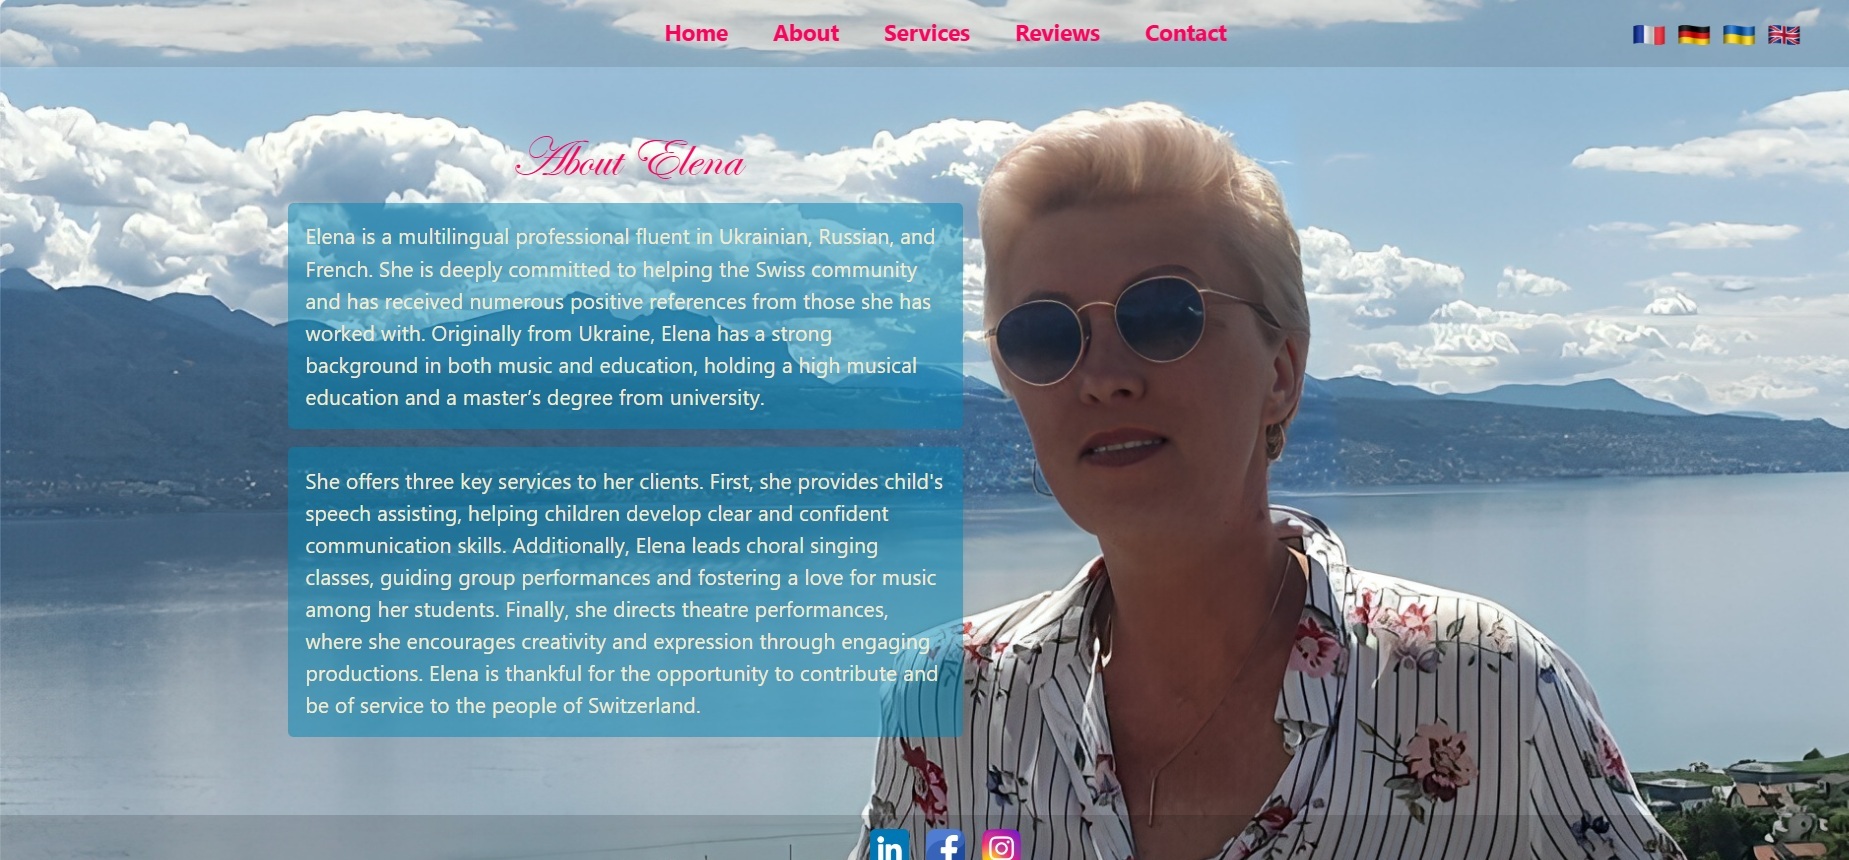 Home About Services Reviews Contact
About Elena
Elena is a multilingual professional fluent in Ukrainian, Russian, and
French. She is deeply committed to helping the Swiss community
and has received numerous positive references from those she has
worked with. Originally from Ukraine, Elena has a strong
background in both music and education, holding a high musical
education and a master’s degree from university.
She offers three key services to her clients. First, she provides child's
speech assisting, helping children develop clear and confident
communication skills. Additionally, Elena leads choral singing
classes, guiding group performances and fostering a love for music
among her students. Finally, she directs theatre performances,
where she encourages creativity and expression through engaging
productions. Elena is thankful for the opportunity to contribute and
be of service to the people of Switzerland.
in f